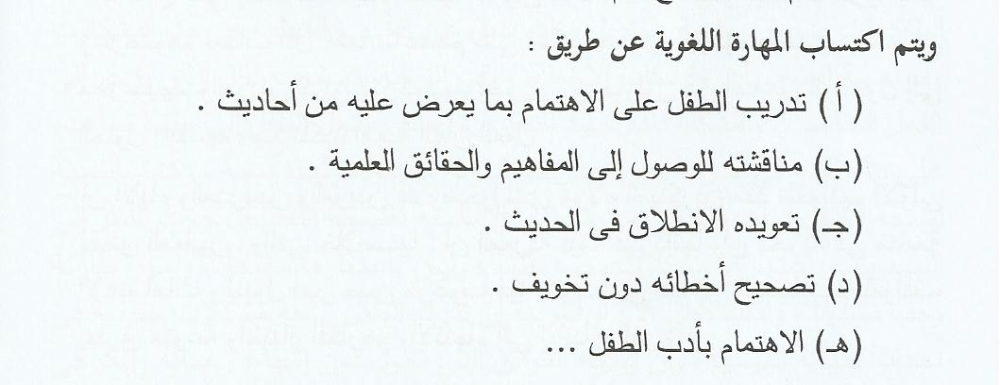 ويتم اكتساب المهارة اللغوية عن طريق :
( أ ) تدريب الطفل على الاهتمام بما يعرض عليه من أحاديث .
(ب) مناقشته للوصول إلى المفاهيم والحقائق العلمية .
(جـ) تعويده الانطلاق فى الحديث .
(د) تصحيح أخطائه دون تخويف .
(هـ) الاهتمام بأدب الطفل ...